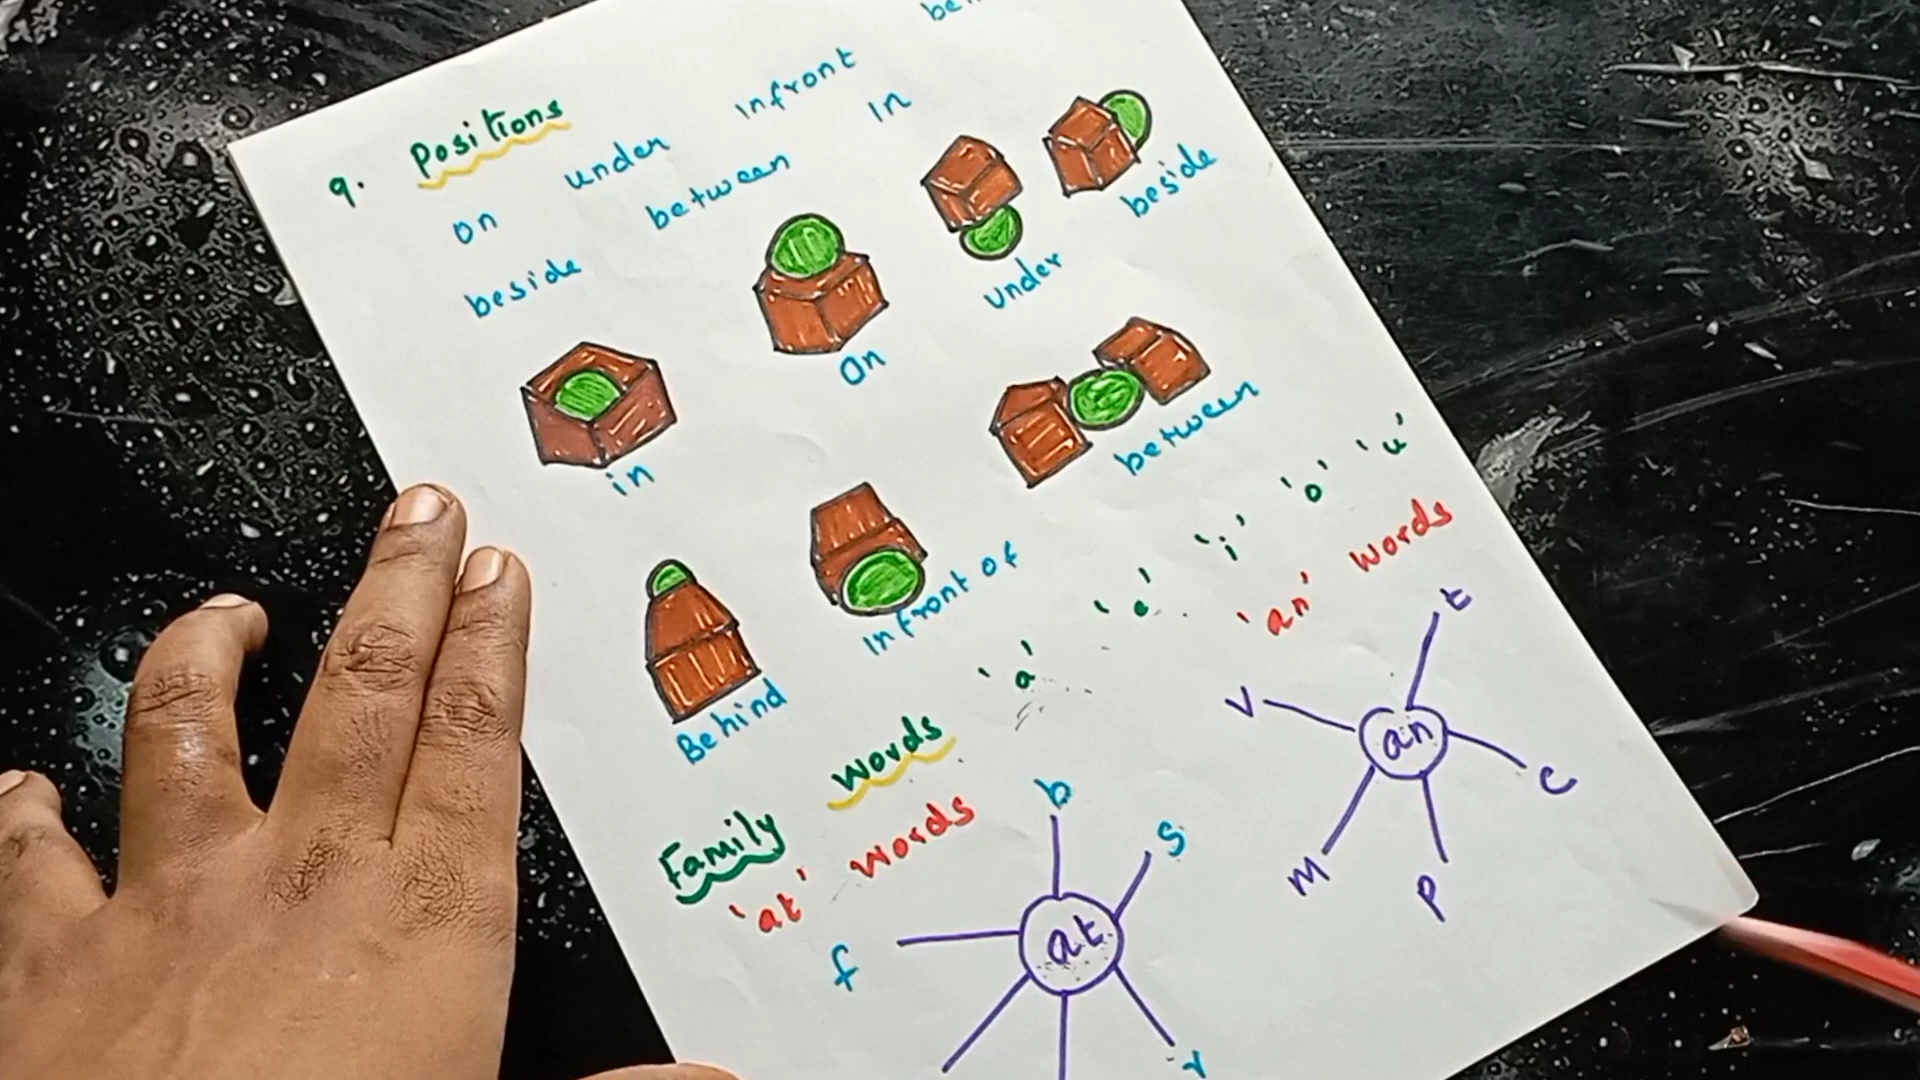 9. Positions
on under infront
beside between in
in
On
under
beside
between
Behind
Infront of
Family Words 'a' 'e' 'i' 'o' 'u'
'at' words
'an' words
at
b
s
f
r
an
t
v
c
M
P